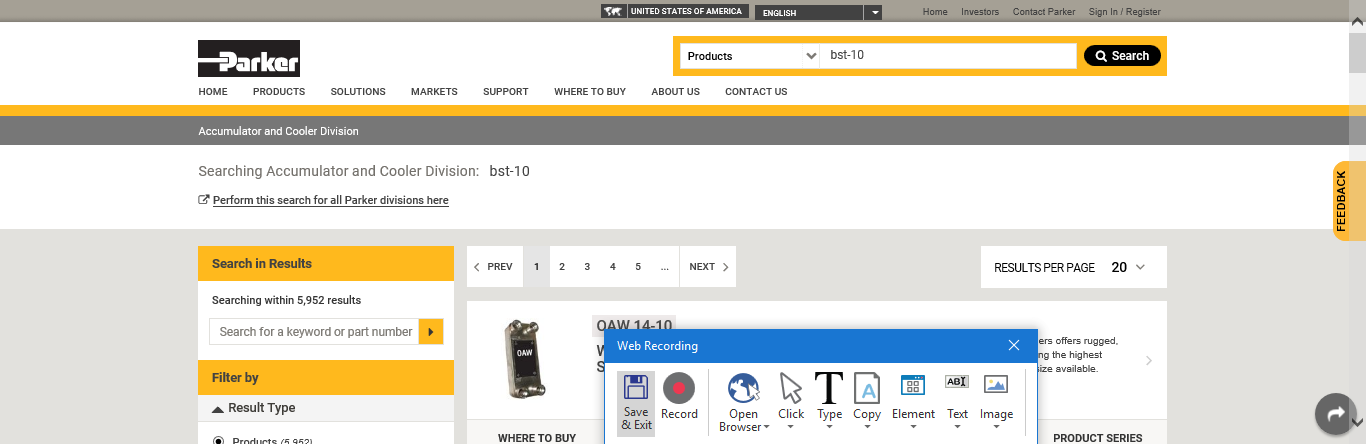 UNITED STATES OF AMERICA ENGLISH Home Investors Contact Parker Sign In / Register
Parker
Products bst-10 Search
HOME PRODUCTS SOLUTIONS MARKETS SUPPORT WHERE TO BUY ABOUT US CONTACT US
Accumulator and Cooler Division
Searching Accumulator and Cooler Division: bst-10
Perform this search for all Parker divisions here
FEEDBACK
Search in Results
PREV 1 2 3 4 5 ... NEXT
RESULTS PER PAGE 20
Searching within 5,952 results
Search for a keyword or part number
OAW
OAW 14-10
ers offers rugged,
ng the highest
size available.
Filter by
Result Type
Products (5,952)
Web Recording
Save & Exit
Record
Open Browser
Click
Type
Copy
Element
Text
Image
T
A
AB
WHERE TO BUY
PRODUCT SERIES